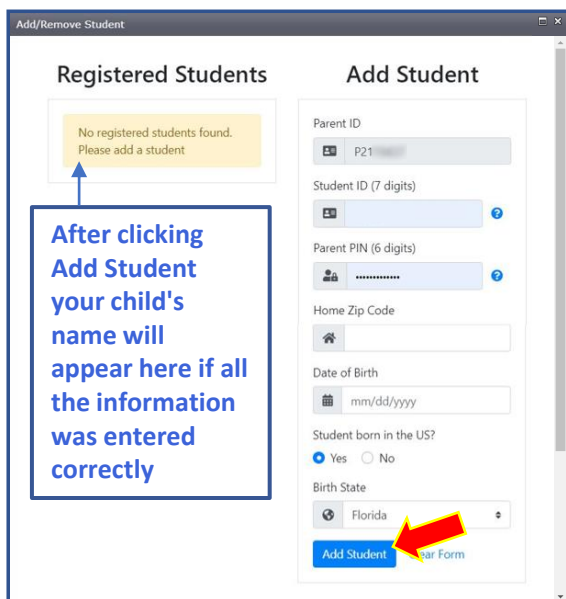 Add/Remove Student
Registered Students
No registered students found.
Please add a student
After clicking
Add Student
your child's
name will
appear here if all
the information
was entered
correctly
Add Student
Parent ID
P21
Student ID (7 digits)
Parent PIN (6 digits)
Home Zip Code
Date of Birth
mm/dd/yyyy
Student born in the US?
Yes No
Birth State
Florida
Add Student Form